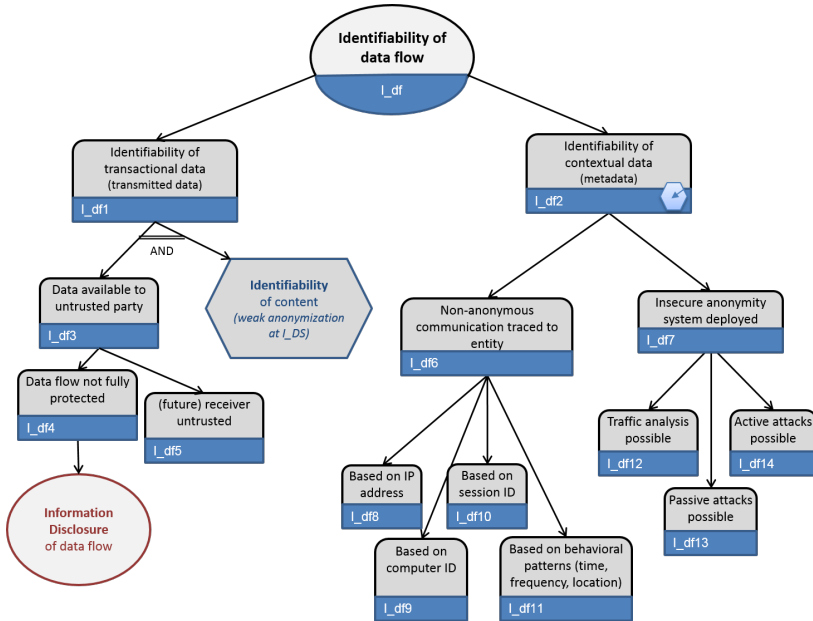 Identifiability of
data flow
I_df
Identifiability of
transactional data
(transmitted data)
I_df1
Identifiability of
contextual data
(metadata)
I_df2
AND
Data available to
untrusted party
I_df3
Identifiability
of content
(weak anonymization
at I_DS)
Non-anonymous
communication traced to
entity
I_df6
Insecure anonymity
system deployed
I_df7
Data flow not fully
protected
I_df4
(future) receiver
untrusted
I_df5
Information
Disclosure
of data flow
Based on IP
address
I_df8
Based on
session ID
I_df10
Based on
computer ID
I_df9
Based on behavioral
patterns (time,
frequency, location)
I_df11
Traffic analysis
possible
I_df12
Active attacks
possible
I_df14
Passive attacks
possible
I_df13